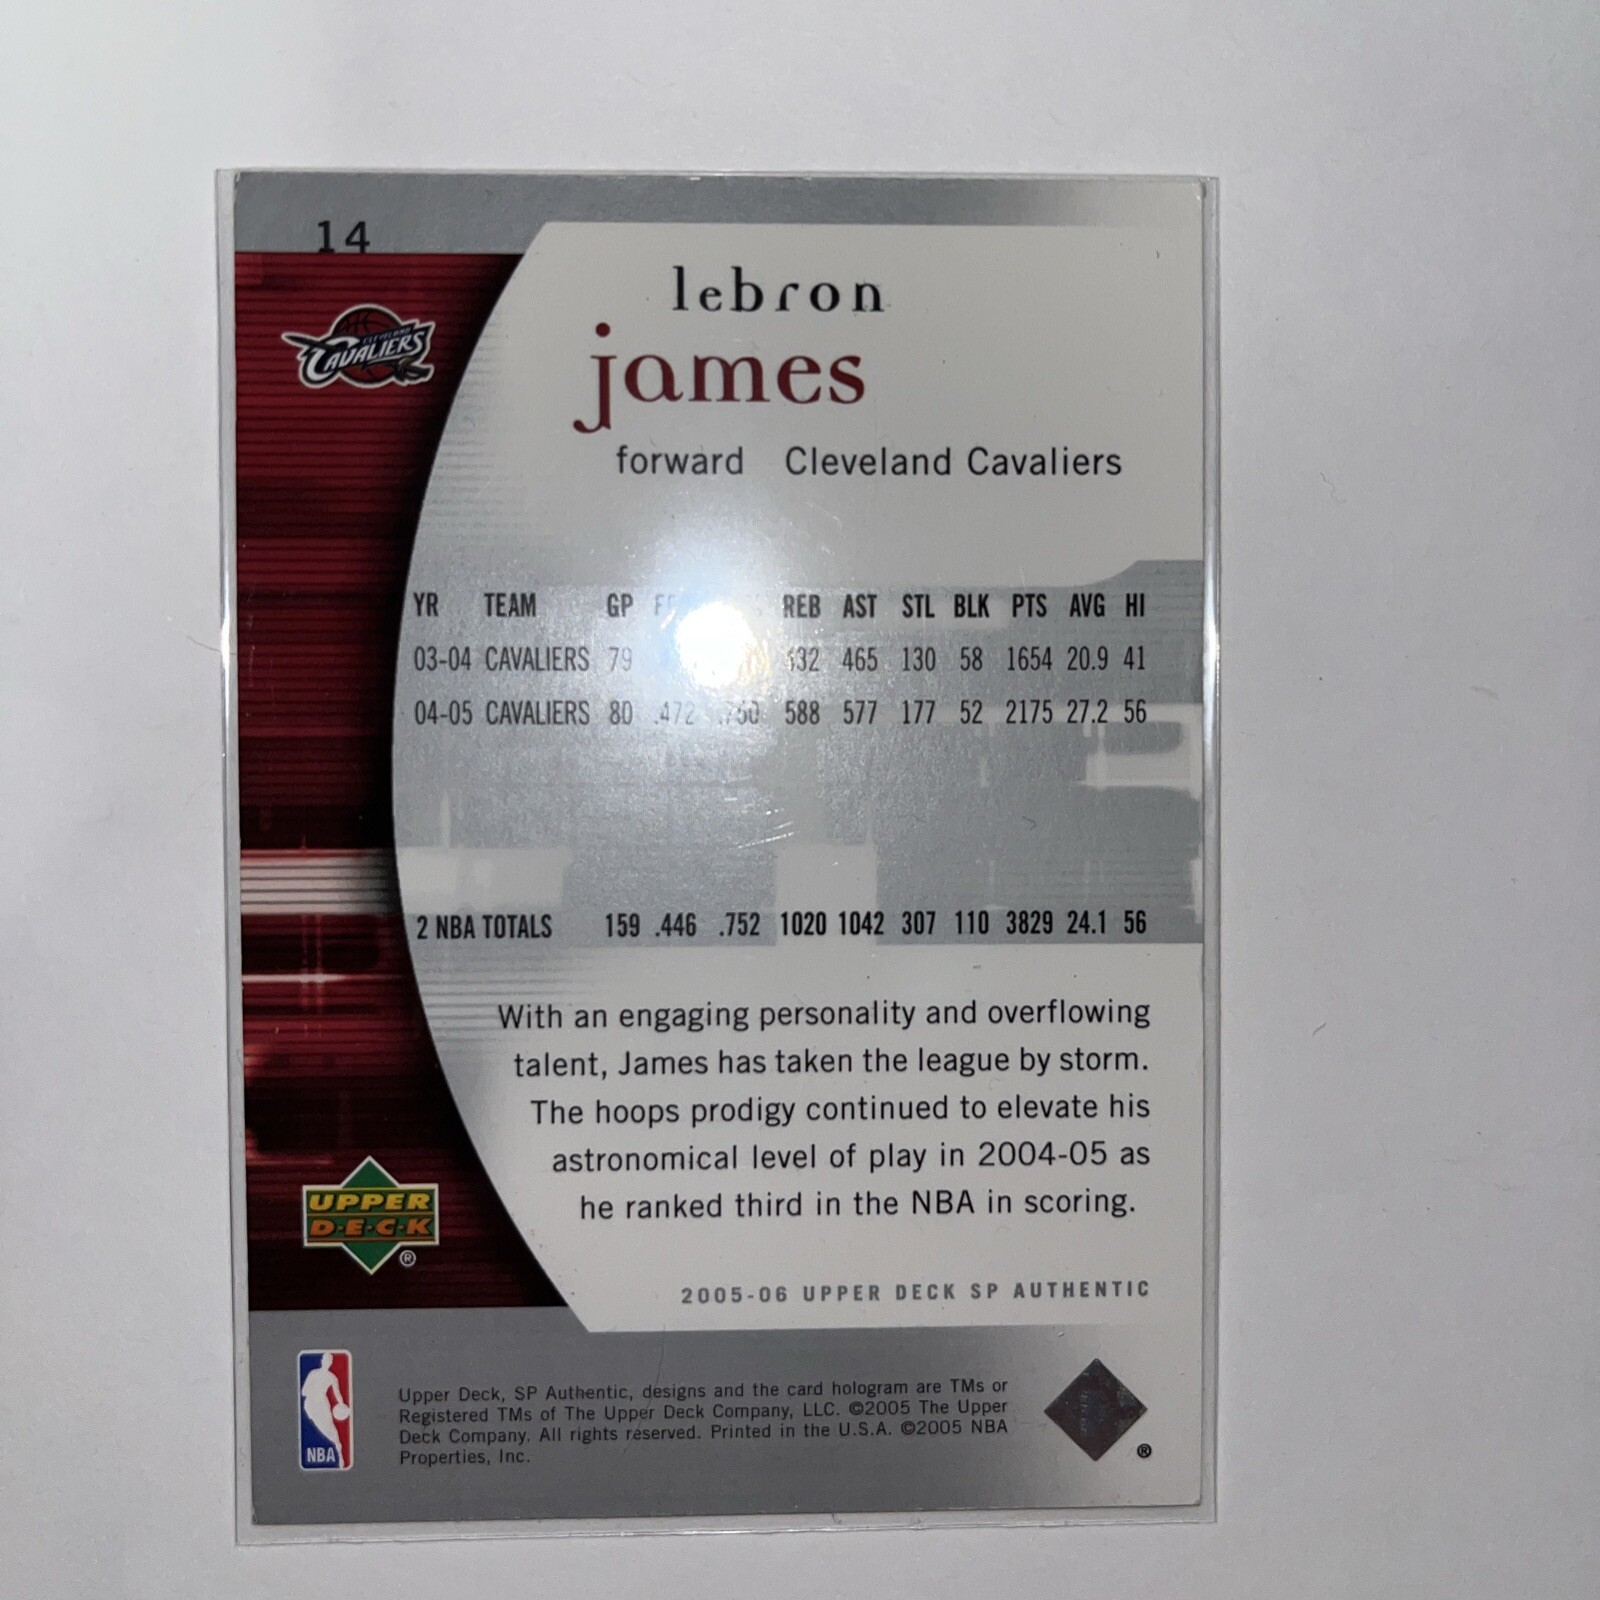 14
CLEVELAND
CAVALIERS
lebron
james
forward Cleveland Cavaliers
YR TEAM GP REB AST STL BLK PTS AVG HI
03-04 CAVALIERS 79 465 130 58 1654 20.9 41
04-05 CAVALIERS 80 .472 588 577 177 52 2175 27.2 56
2 NBA TOTALS 159 .446 .752 1020 1042 307 110 3829 24.1 56
With an engaging personality and overflowing
talent, James has taken the league by storm.
The hoops prodigy continued to elevate his
astronomical level of play in 2004-05 as
he ranked third in the NBA in scoring.
UPPER
D·E·C·K
®
2005-06 UPPER DECK SP AUTHENTIC
NBA
Upper Deck, SP Authentic, designs and the card hologram are TMs or
Registered TMs of The Upper Deck Company, LLC. ©2005 The Upper
Deck Company. All rights reserved. Printed in the U.S.A. ©2005 NBA
Properties, Inc.
®